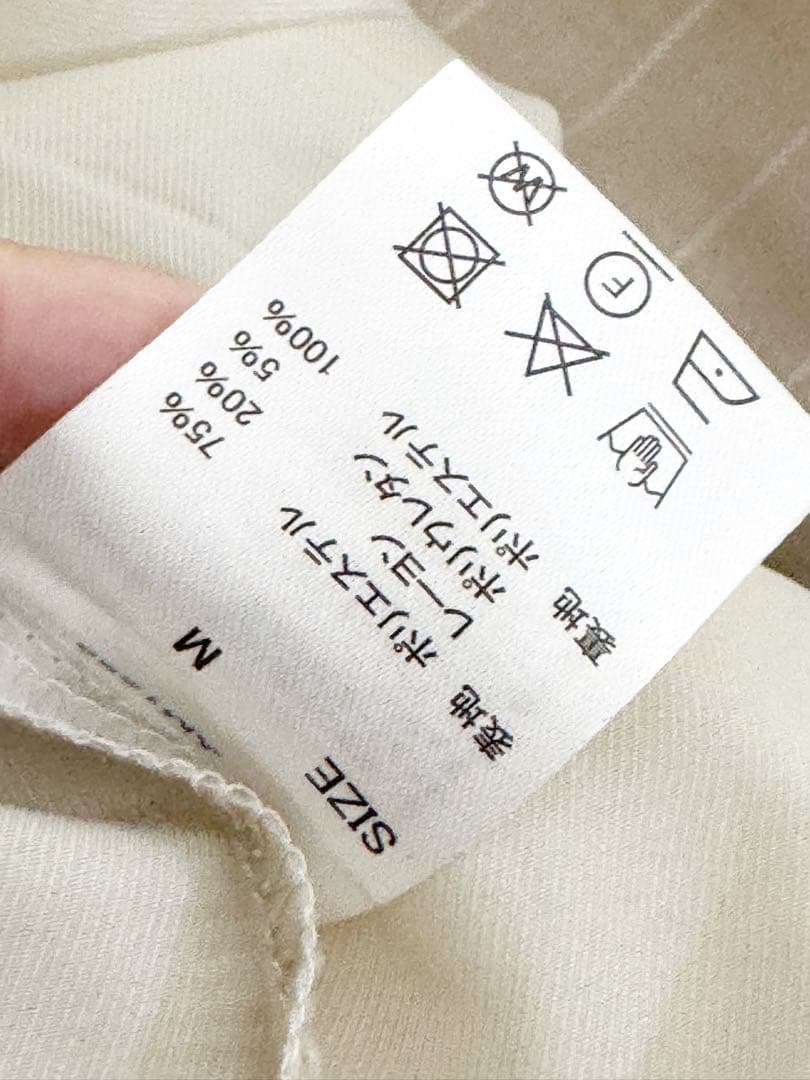 SIZE M
表地 ポリエステル 75%
レーヨン 20%
ポリウレタン 5%
裏地 ポリエステル 100%
F
W